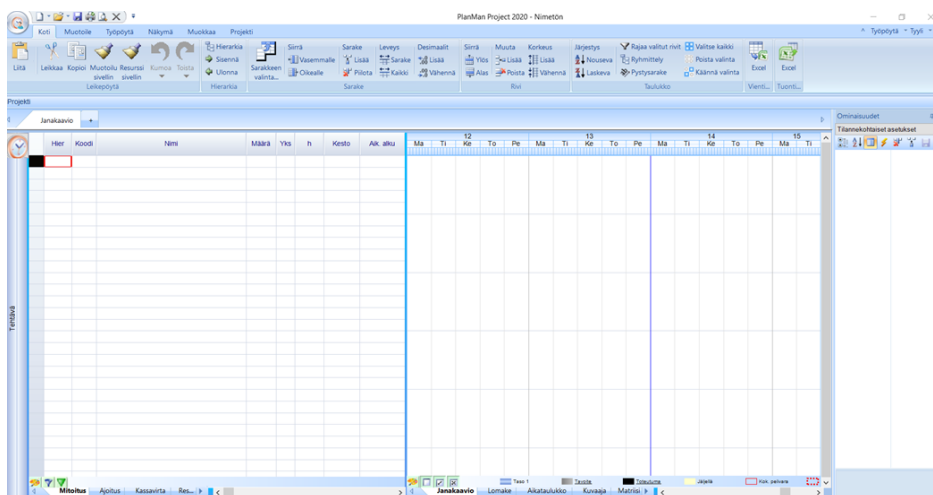 PlanMan Project 2020 - Nimetön
Koti Muotoile Työpöytä Näkymä Muokkaa Projekti
Työpöytä Tyyli
Liitä Leikkaa Kopioi Muotoilu sivellin Resurssi sivellin Kumoa Toista
Leikepöytä
Hierarkia
Sisennä
Ulonna
Hierarkia
Sarakkeen valinta...
Siirrä Sarake Leveys Desimaalit
Vasemmalle Lisää Sarake Lisää
Oikealle Piilota Kaikki Vähennä
Sarake
Siirrä Muuta Korkeus
Ylös Lisää Lisää
Alas Poista Vähennä
Rivi
Järjestys Rajaa valitut rivit Valitse kaikki
Nouseva Ryhmittely Poista valinta
Laskeva Pystysarake Käännä valinta
Taulukko
Excel Excel
Vienti... Tuonti...
Projekti
Janakaavio +
Ominaisuudet
Tilannekohtaiset asetukset
Hier Koodi Nimi Määrä Yks h Kesto Aik. alku
12 13 14 15
Ma Ti Ke To Pe Ma Ti Ke To Pe Ma Ti Ke To Pe Ma Ti
Tehtävä
Taso 1 Tavoite Toteutuma Jäljellä Kok. pelivara
Mitoitus Ajoitus Kassavirta Res...
Janakaavio Lomake Aikataulukko Kuvaaja Matriisi